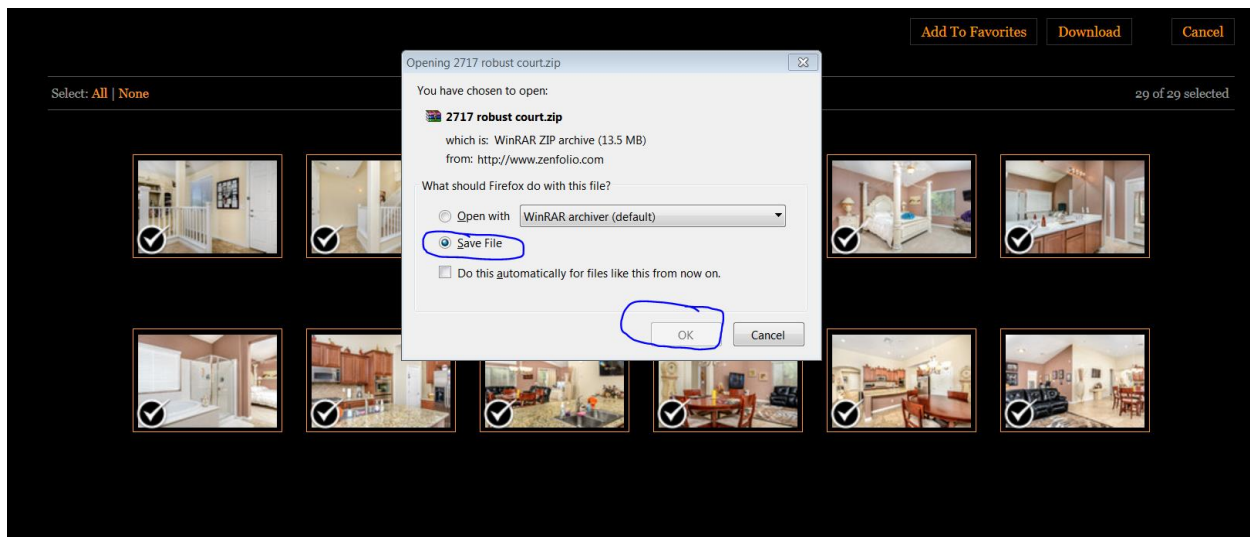 Add To Favorites Download Cancel
Opening 2717 robust court.zip
Select: All | None
29 of 29 selected
You have chosen to open:
2717 robust court.zip
which is: WinRAR ZIP archive (13.5 MB)
from: http://www.zenfolio.com
What should Firefox do with this file?
Open with WinRAR archiver (default)
Save File
Do this automatically for files like this from now on.
OK Cancel